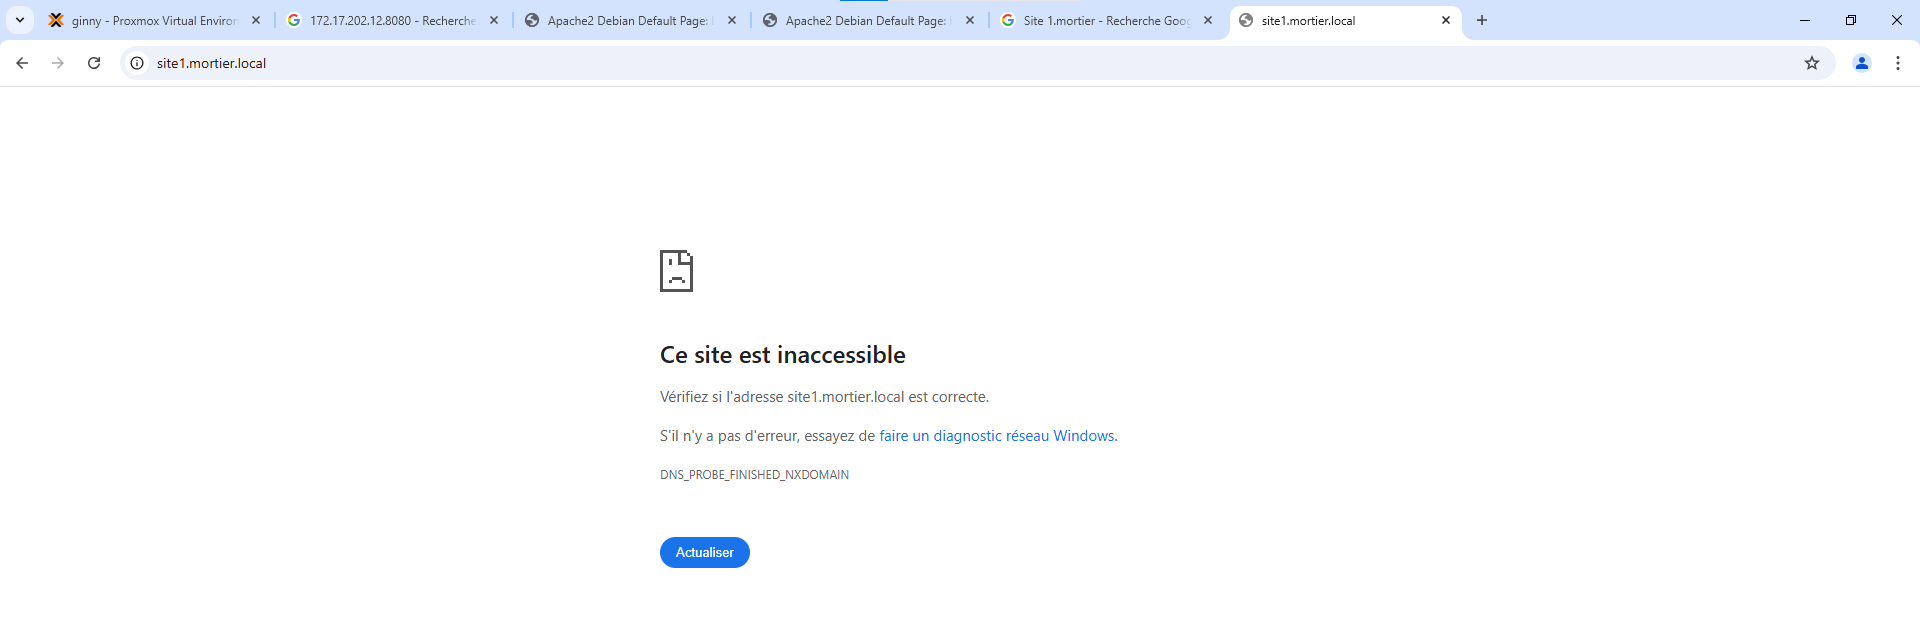 ginny - Proxmox Virtual Environ
172.17.202.12.8080 - Recherche
Apache2 Debian Default Page:
Apache2 Debian Default Page:
Site 1.mortier - Recherche Goog
site1.mortier.local
site1.mortier.local
Ce site est inaccessible
Vérifiez si l'adresse site1.mortier.local est correcte.
S'il n'y a pas d'erreur, essayez de faire un diagnostic réseau Windows.
DNS_PROBE_FINISHED_NXDOMAIN
Actualiser